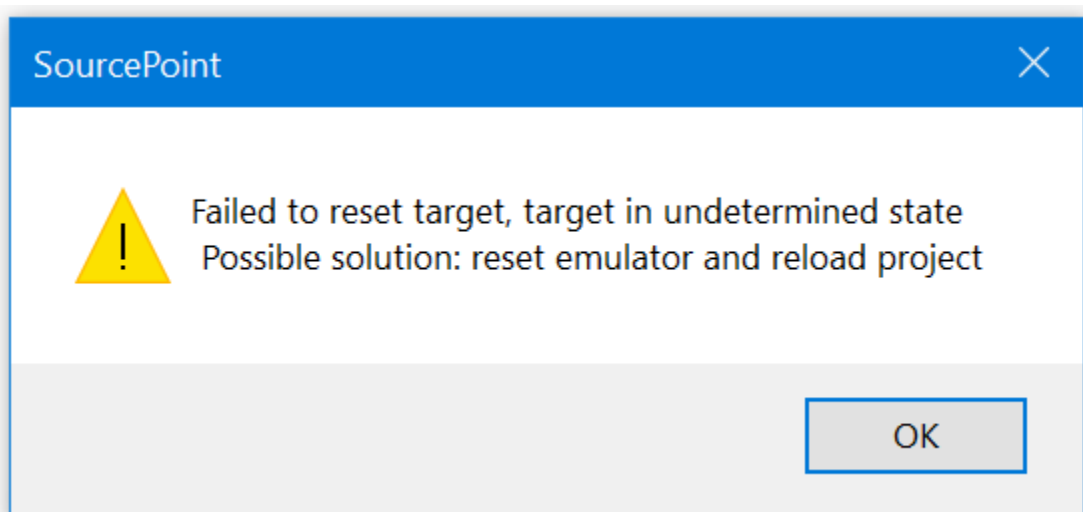 SourcePoint
Failed to reset target, target in undetermined state
Possible solution: reset emulator and reload project
OK